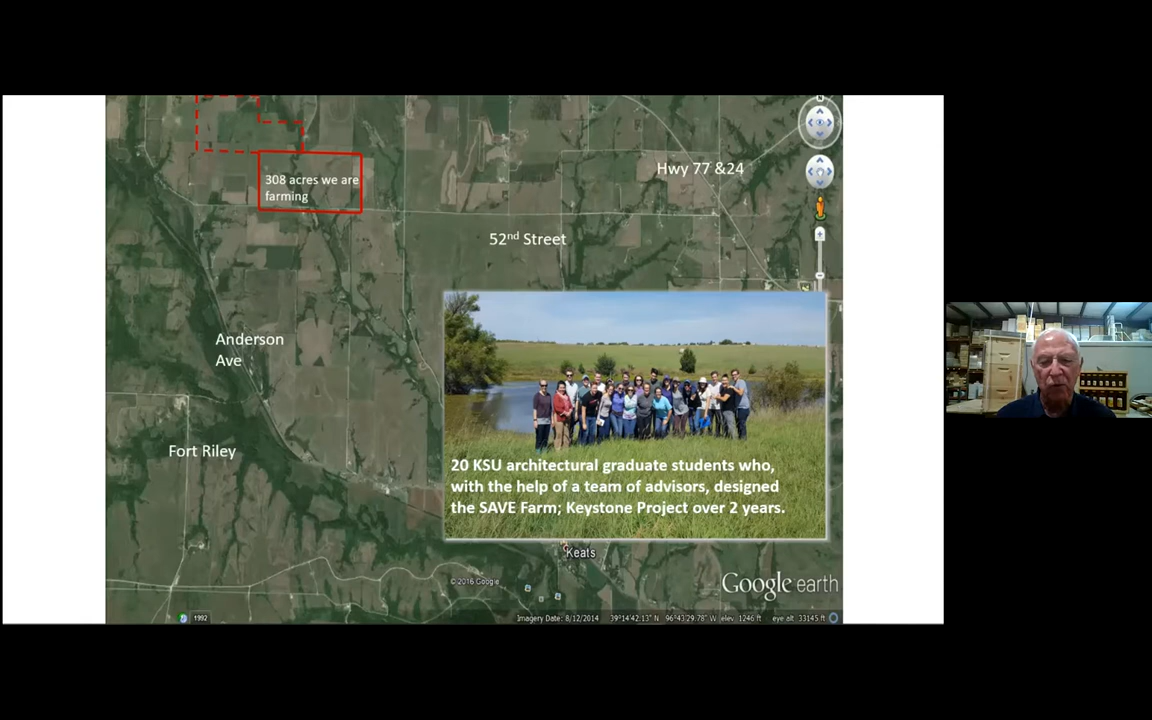 Hwy 77 &24
308 acres we are
farming
52nd Street
Anderson
Ave
Fort Riley
20 KSU architectural graduate students who,
with the help of a team of advisors, designed
the SAVE Farm; Keystone Project over 2 years.
Keats
© 2016 Google
Google earth
1992
Imagery Date: 8/12/2014 39°14'42.13" N 96°43'29.78" W elev 1246 ft eye alt 33145 ft